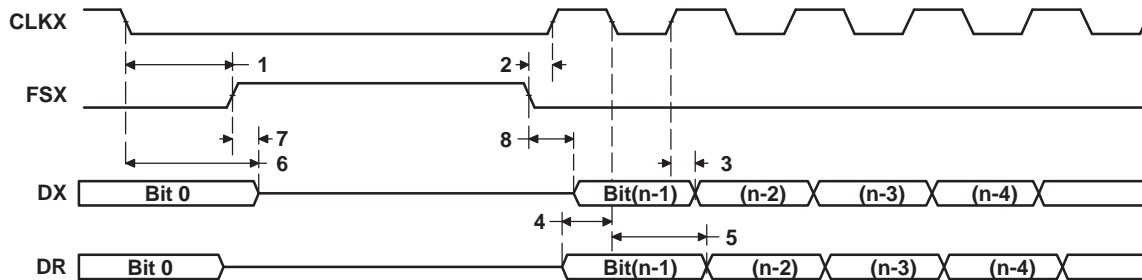 CLKX
1
2
FSX
7
8
6
3
DX
Bit 0
Bit(n-1)
(n-2)
(n-3)
(n-4)
4
5
DR
Bit 0
Bit(n-1)
(n-2)
(n-3)
(n-4)